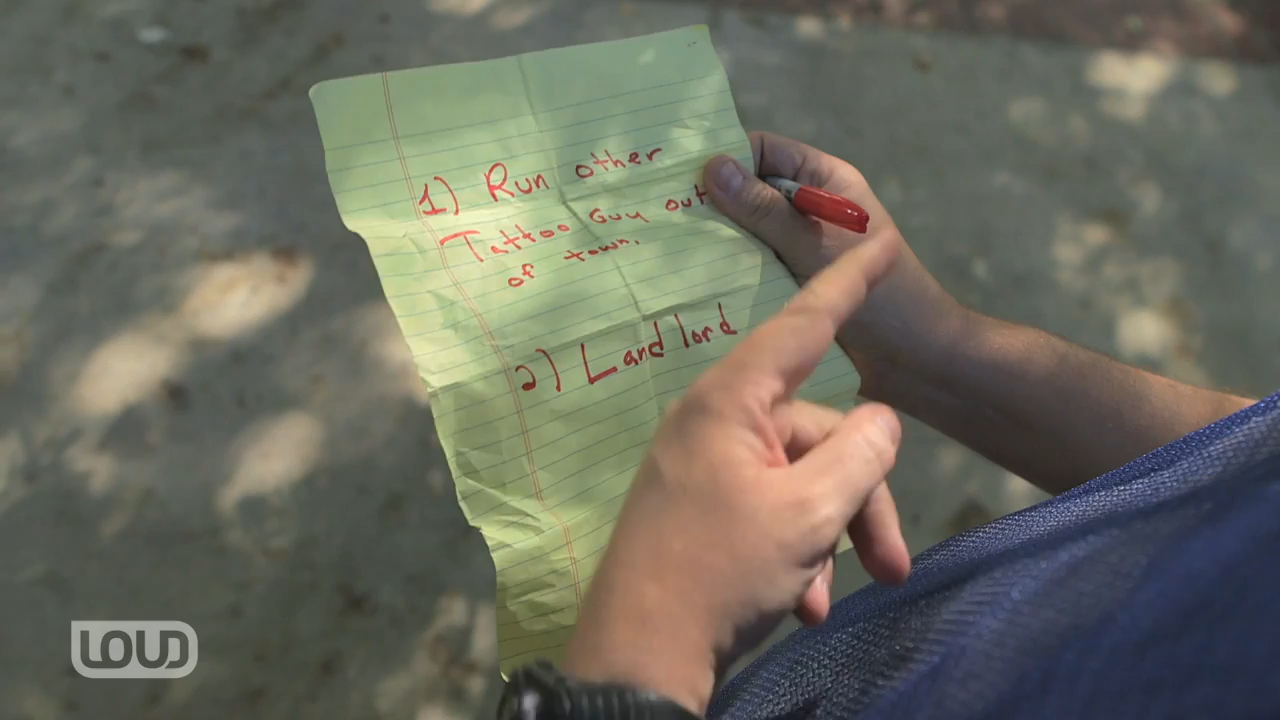 1) Run other
Tattoo Guy out
of town.
2) Landlord
LOUD